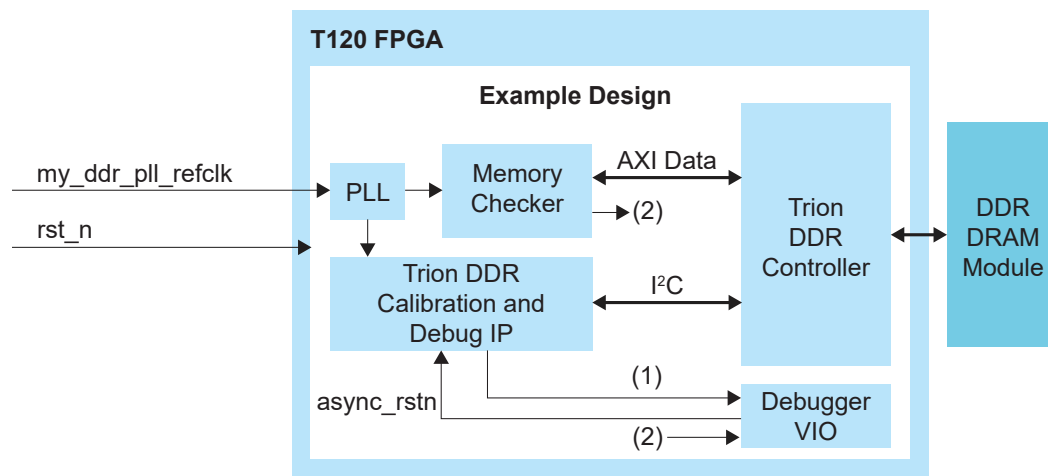 T120 FPGA
Example Design
my_ddr_pll_refclk
rst_n
PLL
Memory
Checker
AXI Data
(2)
Trion
DDR
Controller
DDR
DRAM
Module
Trion DDR
Calibration and
Debug IP
I²C
(1)
async_rstn
(2)
Debugger
VIO